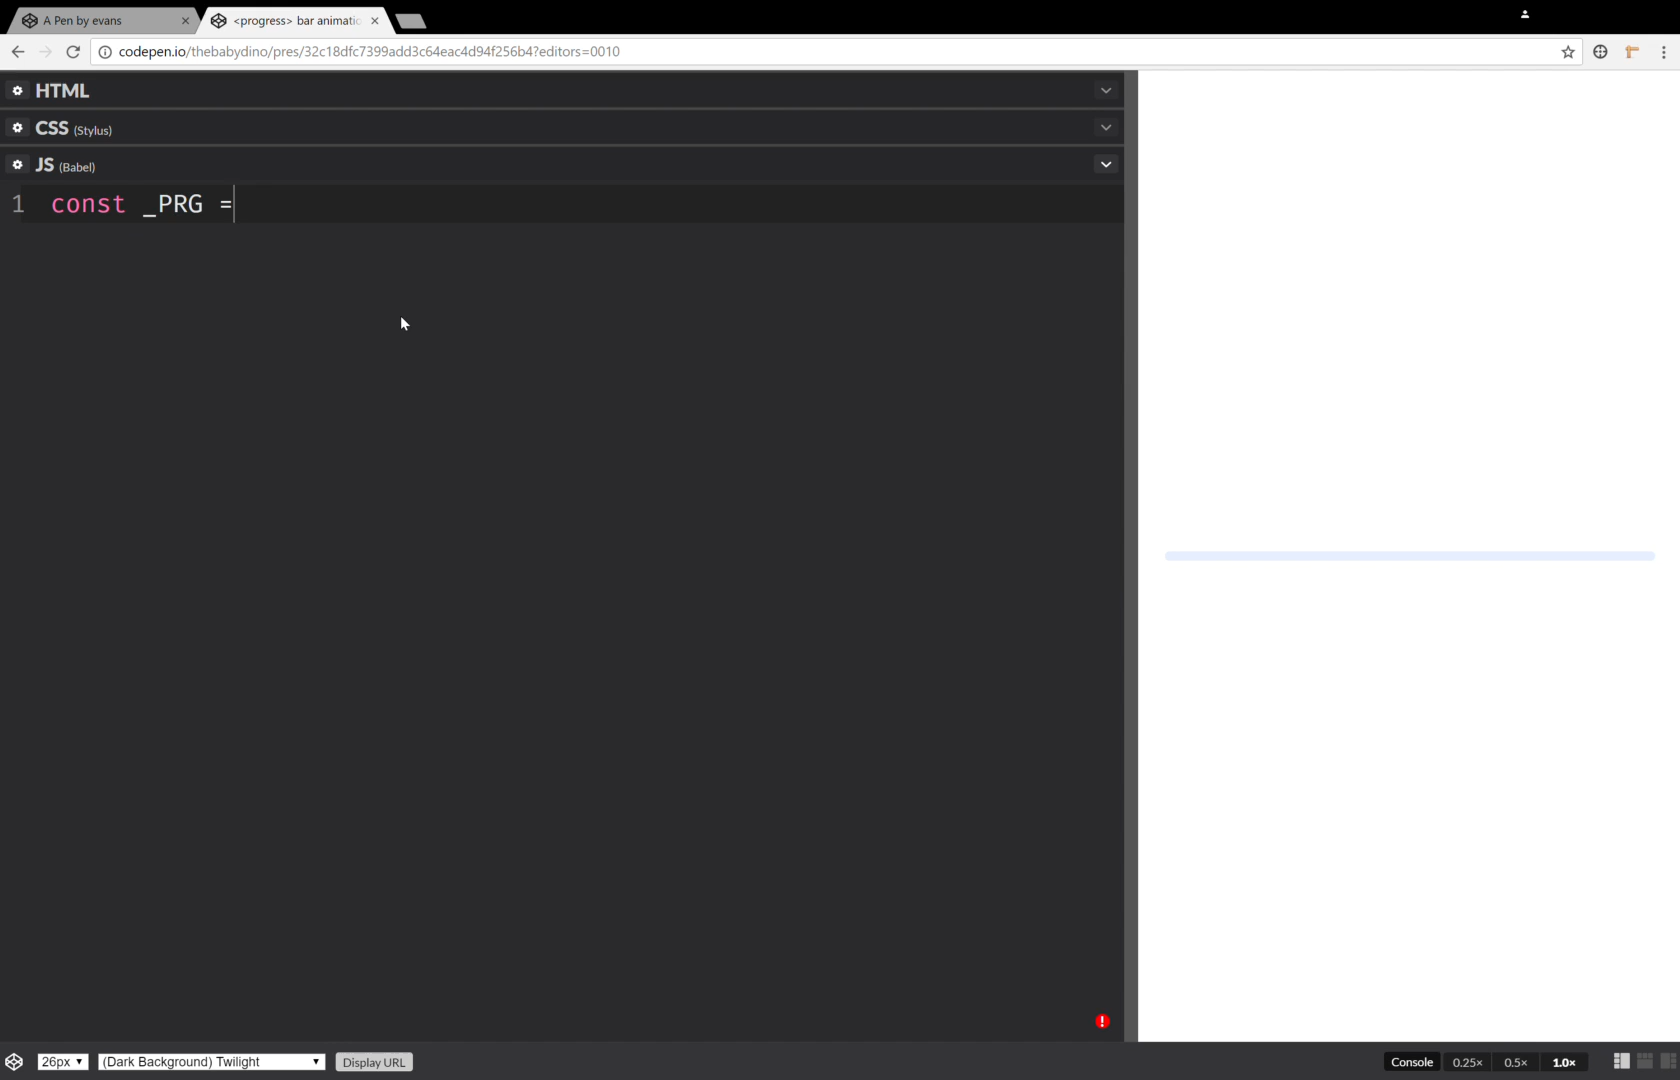 A Pen by evans
<progress> bar animatio
codepen.io/thebabydino/pres/32c18dfc7399add3c64eac4d94f256b4?editors=0010
HTML
CSS (Stylus)
JS (Babel)
1 const _PRG =
26px (Dark Background) Twilight Display URL Console 0.25× 0.5× 1.0×